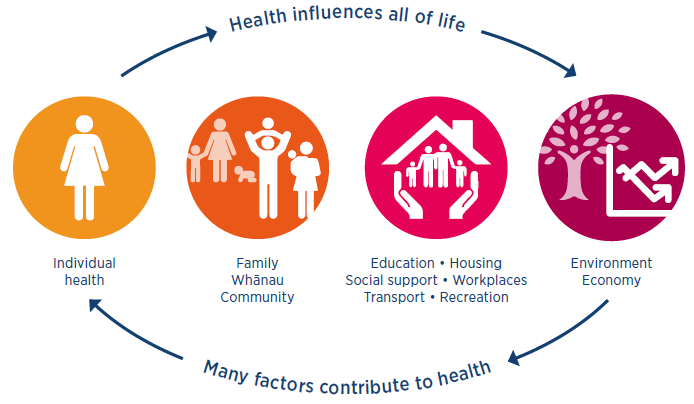 Health influences all of life
Individual
health
Family
Whānau
Community
Education • Housing
Social support • Workplaces
Transport • Recreation
Environment
Economy
Many factors contribute to health